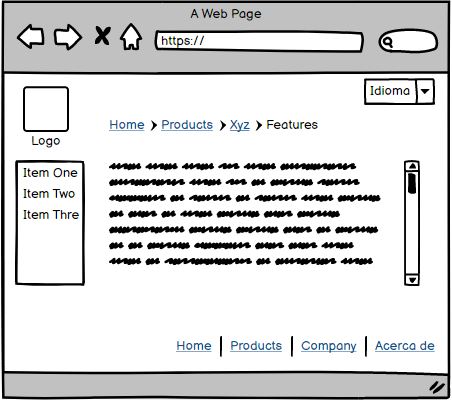 A Web Page
https://
Idioma
Logo
Home Products Xyz Features
Item One
Item Two
Item Thre
Home Products Company Acerca de